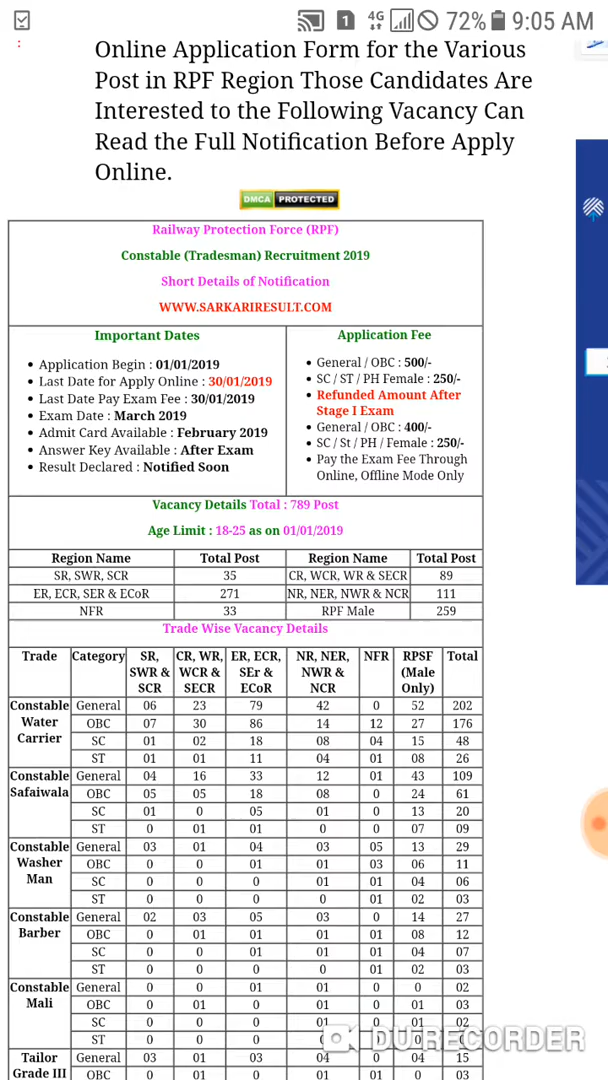 1 4G 72% 9:05 AM
Online Application Form for the Various
Post in RPF Region Those Candidates Are
Interested to the Following Vacancy Can
Read the Full Notification Before Apply
Online.
DMCA PROTECTED
Railway Protection Force (RPF)
Constable (Tradesman) Recruitment 2019
Short Details of Notification
WWW.SARKARIRESULT.COM
Important Dates
• Application Begin : 01/01/2019
• Last Date for Apply Online : 30/01/2019
• Last Date Pay Exam Fee : 30/01/2019
• Exam Date : March 2019
• Admit Card Available : February 2019
• Answer Key Available : After Exam
• Result Declared : Notified Soon
Application Fee
• General / OBC : 500/-
• SC / ST / PH Female : 250/-
• Refunded Amount After
Stage I Exam
• General / OBC : 400/-
• SC / St / PH / Female : 250/-
• Pay the Exam Fee Through
Online, Offline Mode Only
Vacancy Details Total : 789 Post
Age Limit : 18-25 as on 01/01/2019
Region Name Total Post Region Name Total Post
SR, SWR, SCR 35 CR, WCR, WR & SECR 89
ER, ECR, SER & ECoR 271 NR, NER, NWR & NCR 111
NFR 33 RPF Male 259
Trade Wise Vacancy Details
Trade Category SR, SWR & SCR CR, WR, WCR & SECR ER, ECR, SEr & ECoR NR, NER, NWR & NCR NFR RPSF (Male Only) Total
Constable Water Carrier General 06 23 79 42 0 52 202
OBC 07 30 86 14 12 27 176
SC 01 02 18 08 04 15 48
ST 01 01 11 04 01 08 26
Constable Safaiwala General 04 16 33 12 01 43 109
OBC 05 05 18 08 0 24 61
SC 01 0 05 01 0 13 20
ST 0 01 01 0 0 07 09
Constable Washer Man General 03 01 04 03 05 13 29
OBC 0 0 01 01 03 06 11
SC 0 0 0 01 01 04 06
ST 0 0 0 0 01 02 03
Constable Barber General 02 03 05 03 0 14 27
OBC 0 01 01 01 01 08 12
SC 0 0 01 01 01 04 07
ST 0 0 0 0 01 02 03
Constable Mali General 0 0 01 01 0 0 02
OBC 0 01 0 01 0 01 03
SC 0 0 0 01 0 01 02
ST 0 0 0 0
DU RECORDER
Tailor Grade III General 03 01 03 04 0 04 15
OBC 0 01 0 01 01 0 03